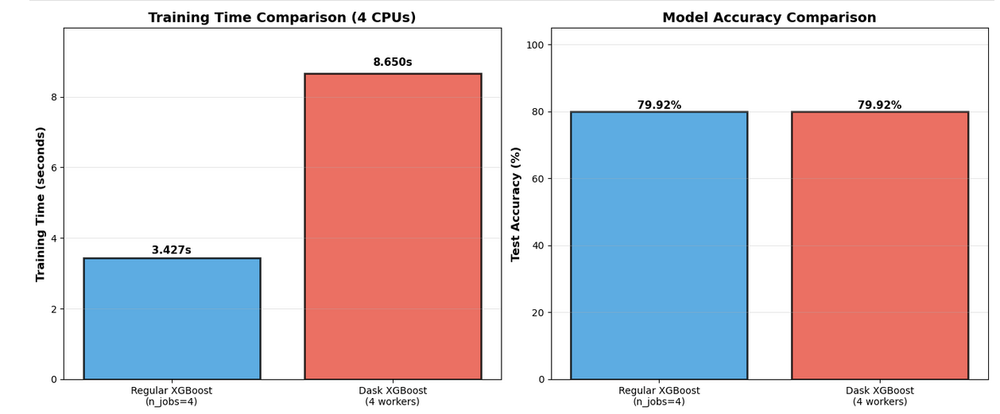 Training Time Comparison (4 CPUs)
Training Time (seconds)
8
6
4
2
0
3.427s
8.650s
Regular XGBoost
(n_jobs=4)
Dask XGBoost
(4 workers)
Model Accuracy Comparison
Test Accuracy (%)
100
80
60
40
20
0
79.92%
79.92%
Regular XGBoost
(n_jobs=4)
Dask XGBoost
(4 workers)